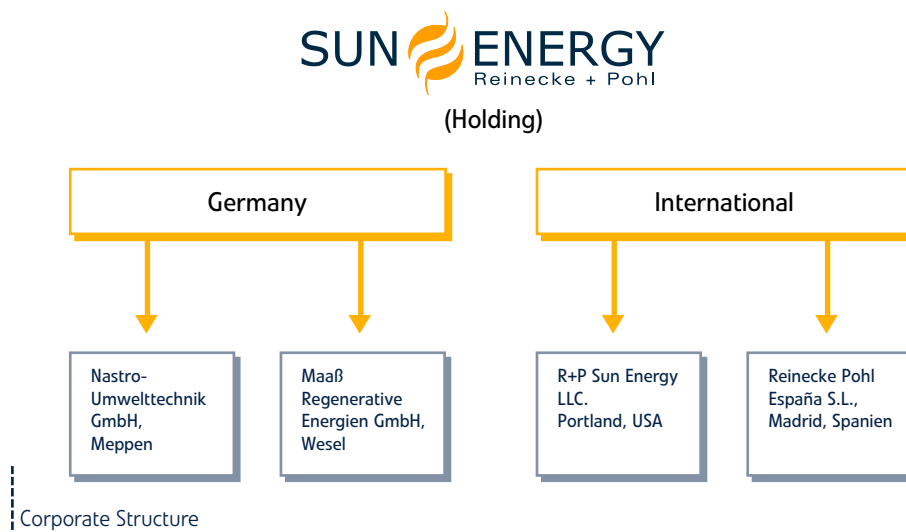 SUN ENERGY
Reinecke + Pohl
(Holding)
Germany
International
Nastro-
Umwelttechnik
GmbH,
Meppen
Maaß
Regenerative
Energien GmbH,
Wesel
R+P Sun Energy
LLC.
Portland, USA
Reinecke Pohl
España S.L.,
Madrid, Spanien
Corporate Structure